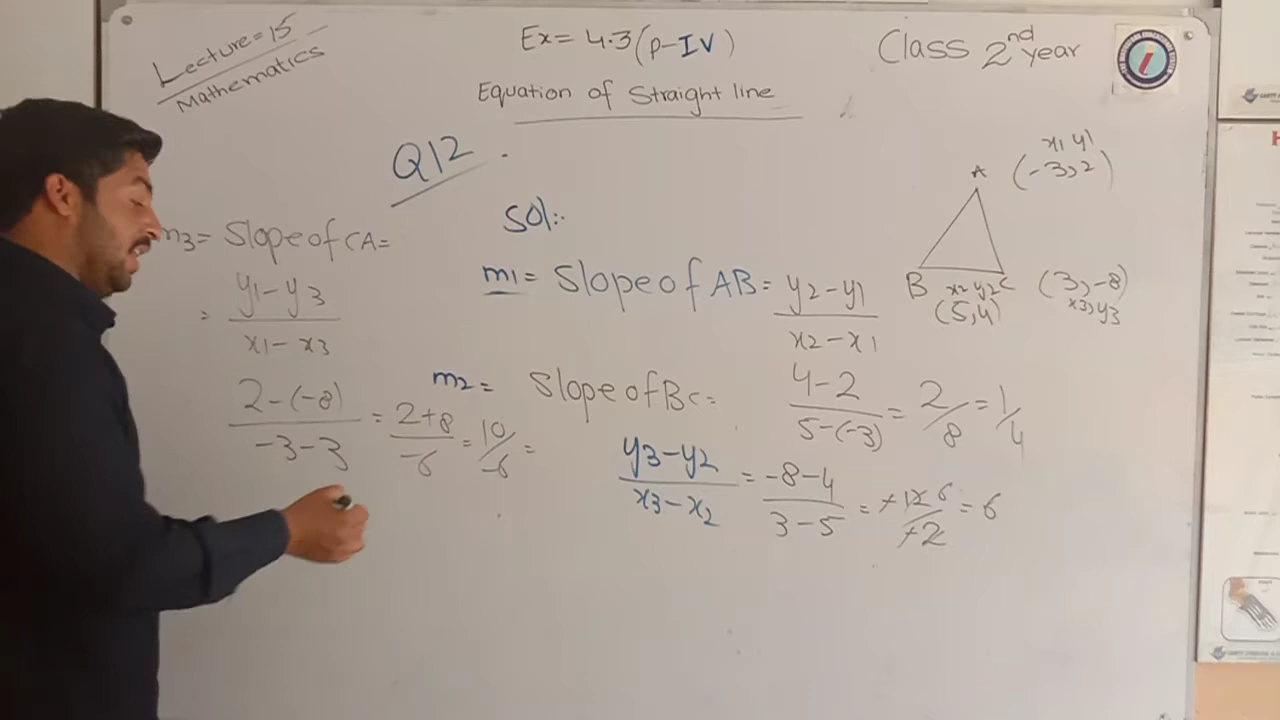 Lecture=15
Mathematics
Ex= 4.3(P-IV)
Class 2nd year
Equation of Straight line
Q12
x1 y1
A (-3,2)
B x2 y2 C (3,-8)
(5,4) x3,y3
Sol:-
m1= Slope of AB= y2-y1 / x2-x1
4-2 / 5-(-3) = 2/8 = 1/4
m2= Slope of BC=
y3-y2 / x3-x2 = -8-4 / 3-5 = -12 6 / -2 = 6
m3= Slope of CA=
= y1-y3 / x1-x3
2-(-8) / -3-3 = 2+8 / -6 = 10/-6 =